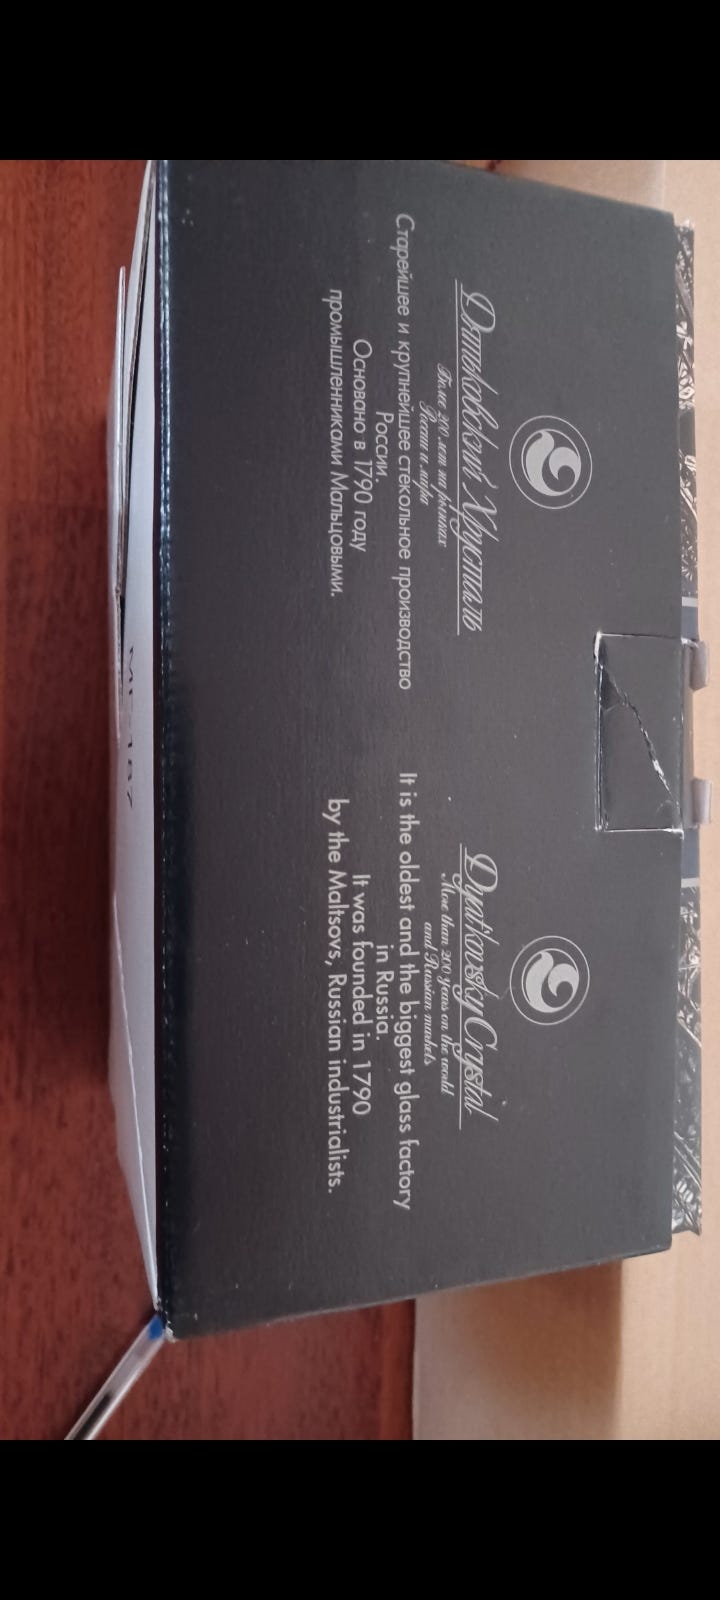 Дятьковский Хрусталь
Более 200 лет на рынках
России и мира
Старейшее и крупнейшее стекольное производство
России.
Основано в 1790 году
промышленниками Мальцовыми.
Dyat'kovsky Crystal
More than 200 years on the world
and Russian markets
It is the oldest and the biggest glass factory
in Russia.
It was founded in 1790
by the Maltsovs, Russian industrialists.